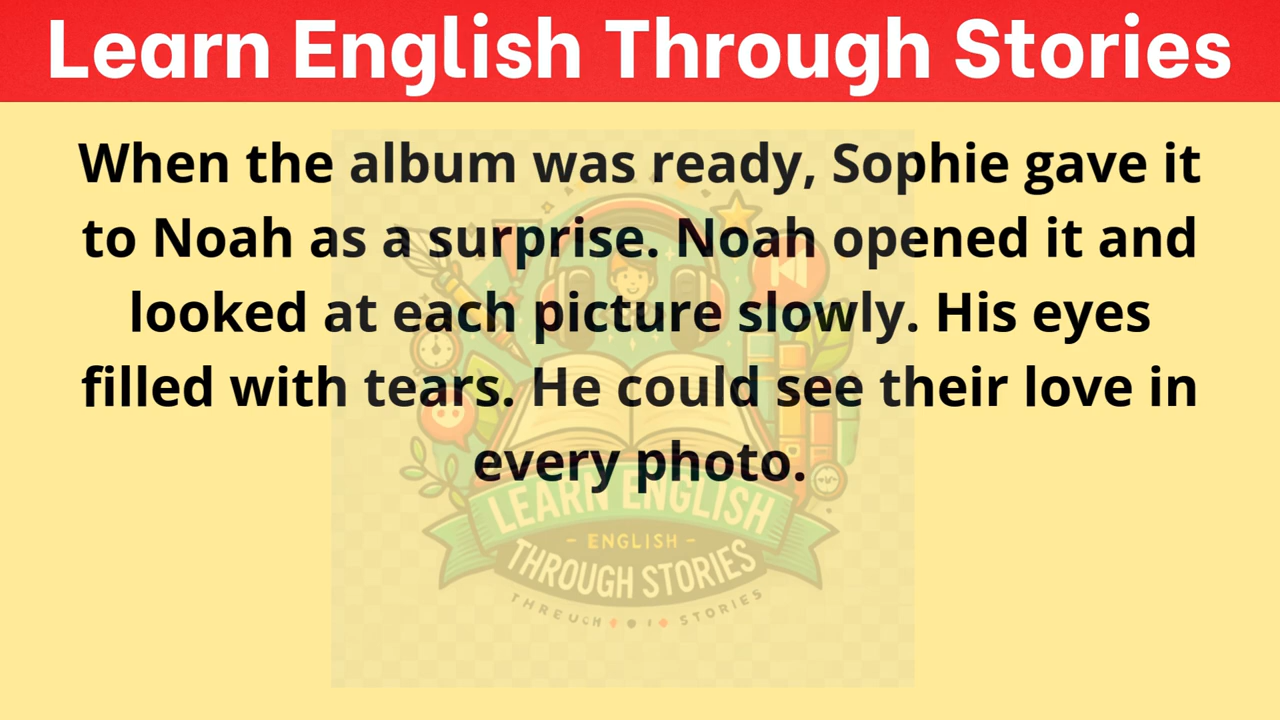 Learn English Through Stories
When the album was ready, Sophie gave it
to Noah as a surprise. Noah opened it and
looked at each picture slowly. His eyes
filled with tears. He could see their love in
every photo.
LEARN ENGLISH
- ENGLISH -
THROUGH STORIES
STORIES